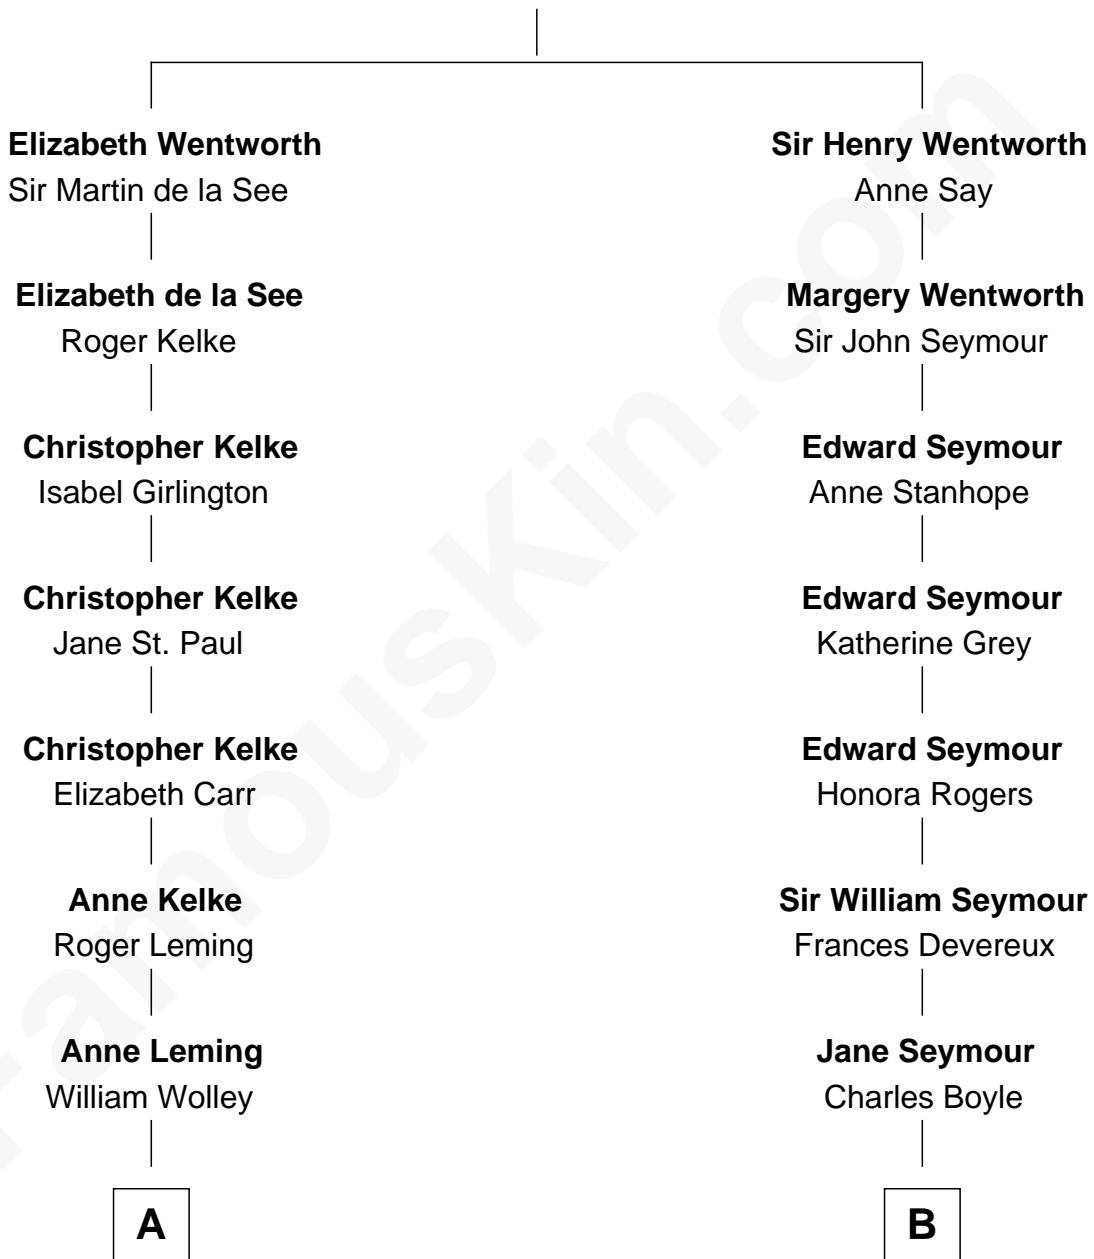 Elizabeth Wentworth
Sir Martin de la See
Elizabeth de la See
Roger Kelke
Christopher Kelke
Isabel Girlington
Christopher Kelke
Jane St. Paul
Christopher Kelke
Elizabeth Carr
Anne Kelke
Roger Leming
Anne Leming
William Wolley
A
Sir Henry Wentworth
Anne Say
Margery Wentworth
Sir John Seymour
Edward Seymour
Anne Stanhope
Edward Seymour
Katherine Grey
Edward Seymour
Honora Rogers
Sir William Seymour
Frances Devereux
Jane Seymour
Charles Boyle
B
FamousKin.com